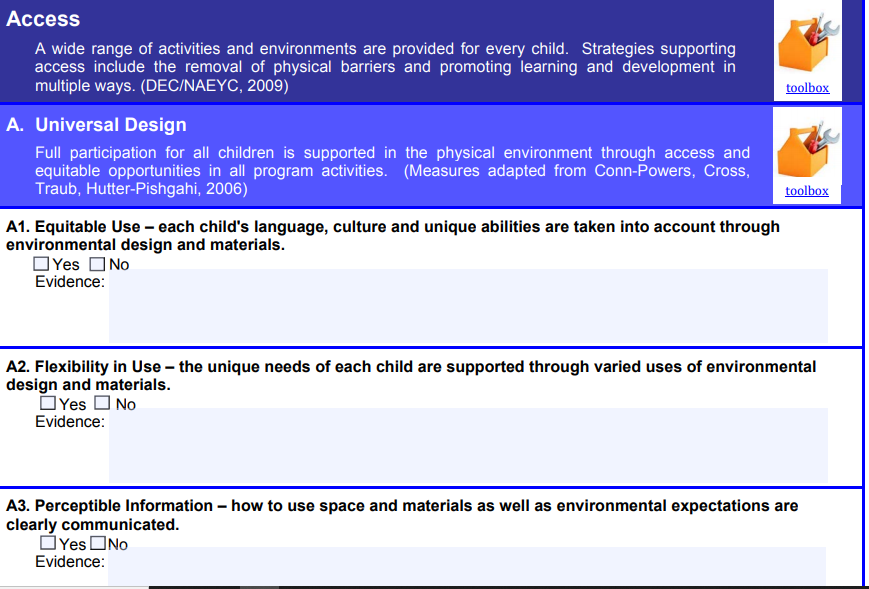 Access
A wide range of activities and environments are provided for every child. Strategies supporting
access include the removal of physical barriers and promoting learning and development in
multiple ways. (DEC/NAEYC, 2009)
toolbox
A. Universal Design
Full participation for all children is supported in the physical environment through access and
equitable opportunities in all program activities. (Measures adapted from Conn-Powers, Cross,
Traub, Hutter-Pishgahi, 2006)
toolbox
A1. Equitable Use – each child's language, culture and unique abilities are taken into account through
environmental design and materials.
Yes No
Evidence:
A2. Flexibility in Use – the unique needs of each child are supported through varied uses of environmental
design and materials.
Yes No
Evidence:
A3. Perceptible Information – how to use space and materials as well as environmental expectations are
clearly communicated.
Yes No
Evidence: